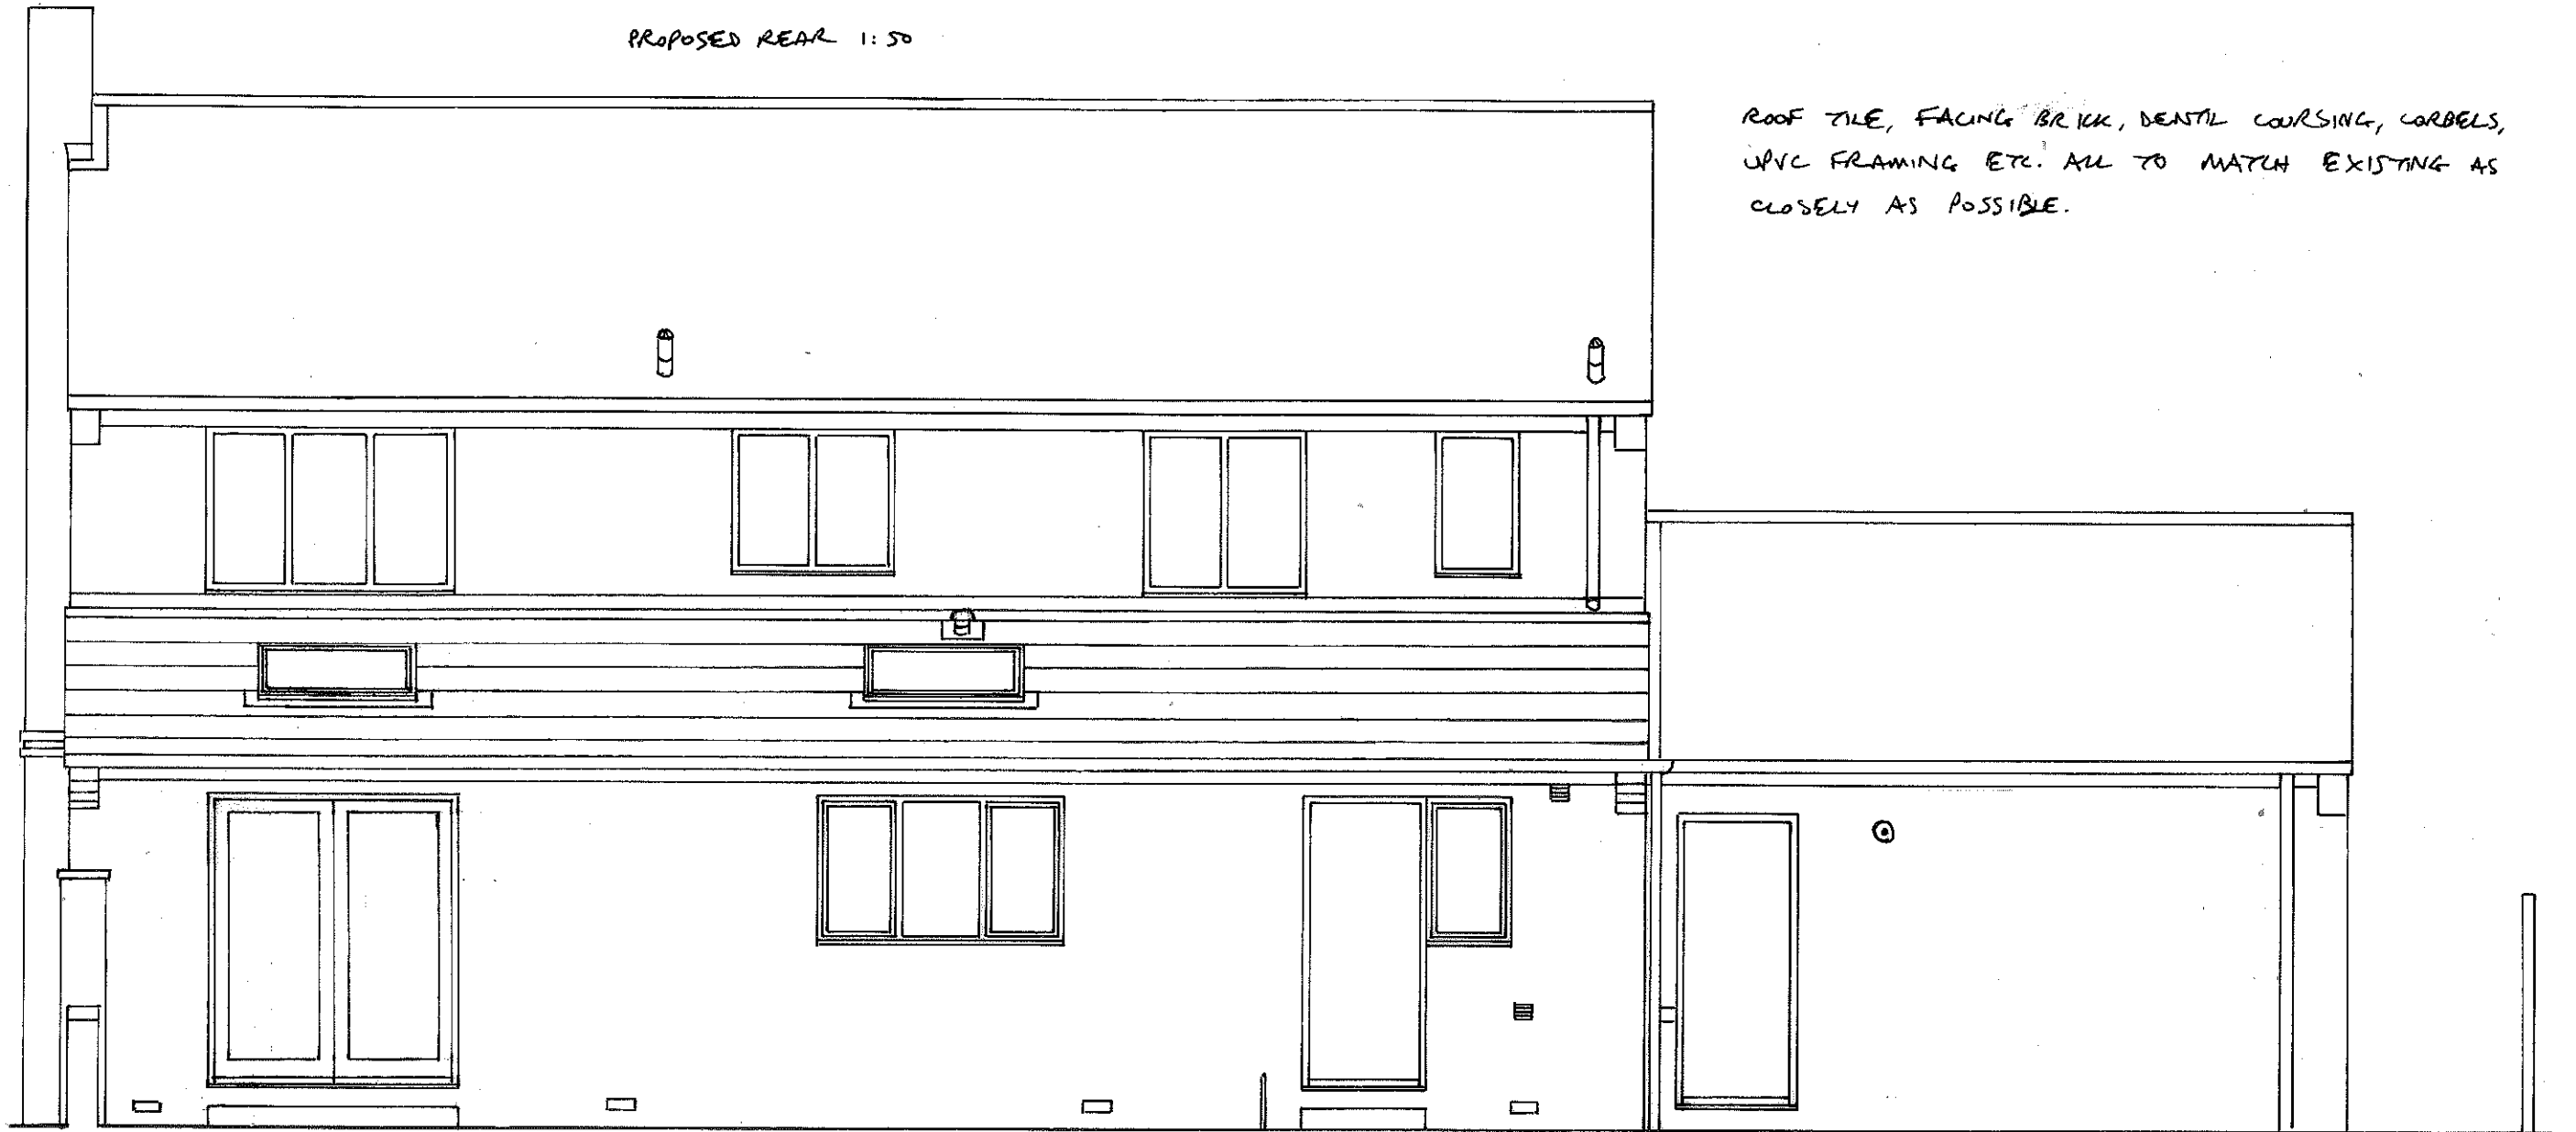 PROPOSED REAR 1:50
ROOF TILE, FACING BRICK, DENTIL COURSING, CORBELS,
UPVC FRAMING ETC. ALL TO MATCH EXISTING AS
CLOSELY AS POSSIBLE.